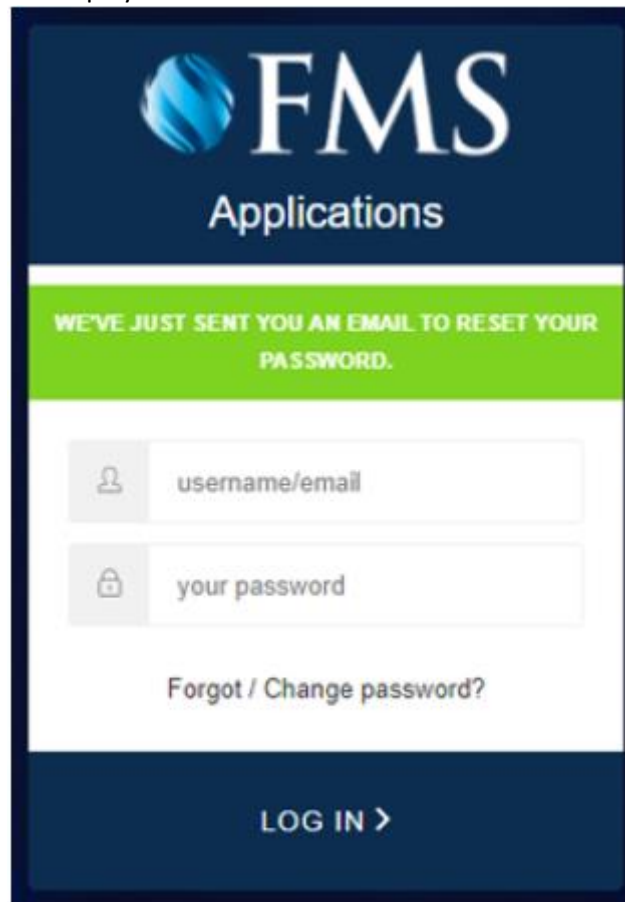 FMS
Applications
WE'VE JUST SENT YOU AN EMAIL TO RESET YOUR
PASSWORD.
username/email
your password
Forgot / Change password?
LOG IN >